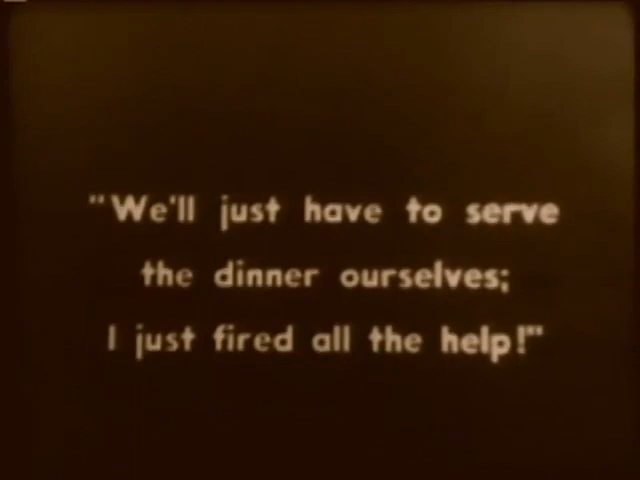 "We'll just have to serve
the dinner ourselves;
I just fired all the help!"